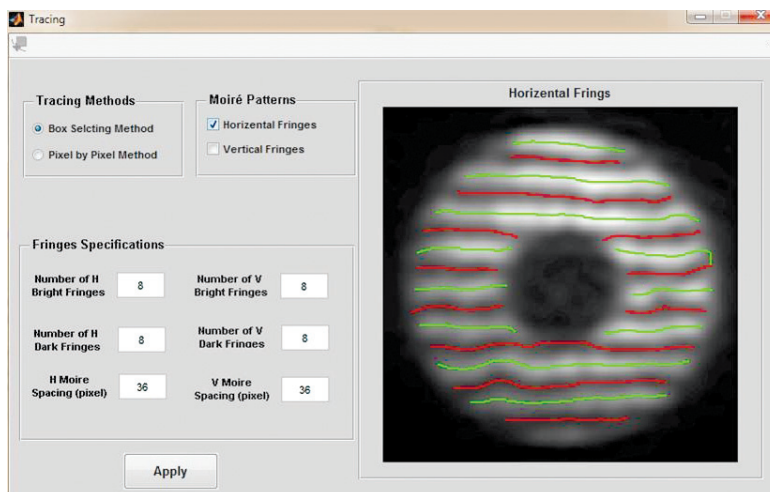 Tracing
Tracing Methods
Box Selcting Method
Pixel by Pixel Method
Moiré Patterns
Horizental Fringes
Vertical Fringes
Horizental Frings
Fringes Specifications
Number of H
Bright Fringes
8
Number of V
Bright Fringes
8
Number of H
Dark Fringes
8
Number of V
Dark Fringes
8
H Moire
Spacing (pixel)
36
V Moire
Spacing (pixel)
36
Apply